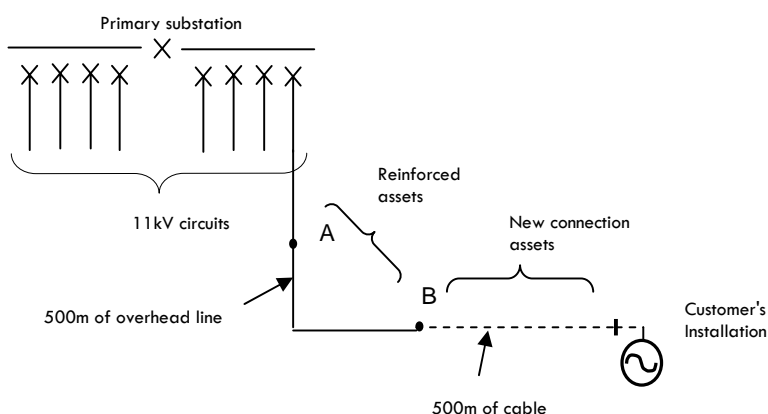 Primary substation
Reinforced
assets
11kV circuits
A
New connection
assets
500m of overhead line
B
Customer's
Installation
500m of cable